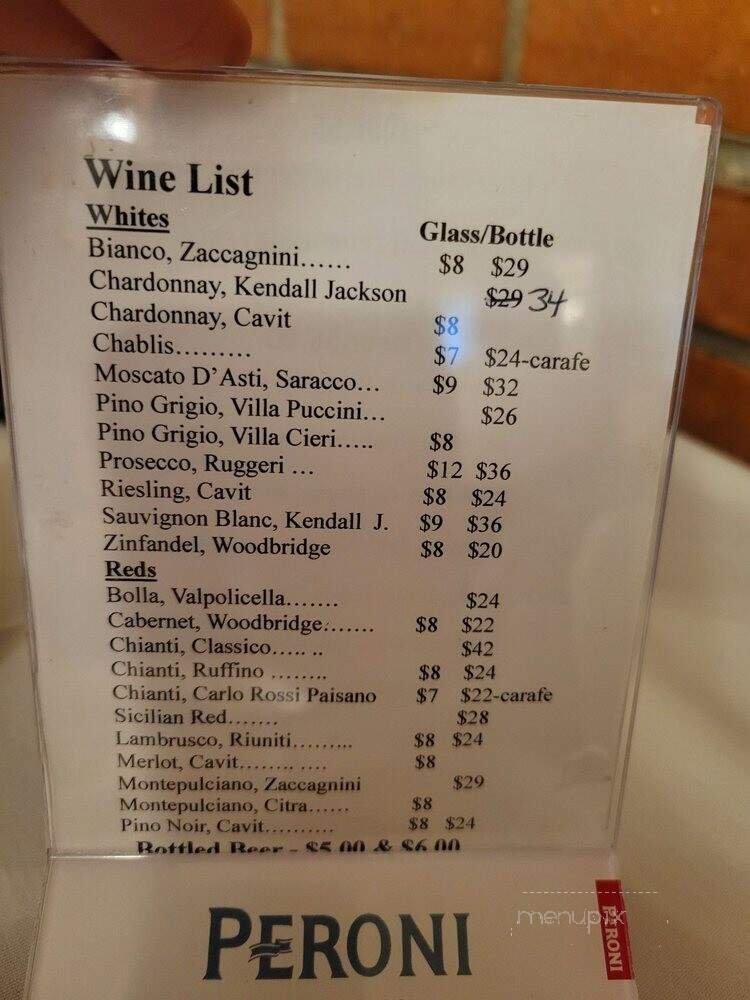 Wine List
Whites Glass/Bottle
Bianco, Zaccagnini...... $8 $29
Chardonnay, Kendall Jackson $29 34
Chardonnay, Cavit $8
Chablis......... $7 $24-carafe
Moscato D'Asti, Saracco... $9 $32
Pino Grigio, Villa Puccini... $26
Pino Grigio, Villa Cieri..... $8
Prosecco, Ruggeri ... $12 $36
Riesling, Cavit $8 $24
Sauvignon Blanc, Kendall J. $9 $36
Zinfandel, Woodbridge $8 $20
Reds
Bolla, Valpolicella....... $24
Cabernet, Woodbridge....... $8 $22
Chianti, Classico..... .. $42
Chianti, Ruffino ........ $8 $24
Chianti, Carlo Rossi Paisano $7 $22-carafe
Sicilian Red....... $28
Lambrusco, Riuniti......... $8 $24
Merlot, Cavit........ .... $8
Montepulciano, Zaccagnini $29
Montepulciano, Citra...... $8
Pino Noir, Cavit.......... $8 $24
Bottled Beer - $5.00 & $6.00
PERONI
menupix
PERONI